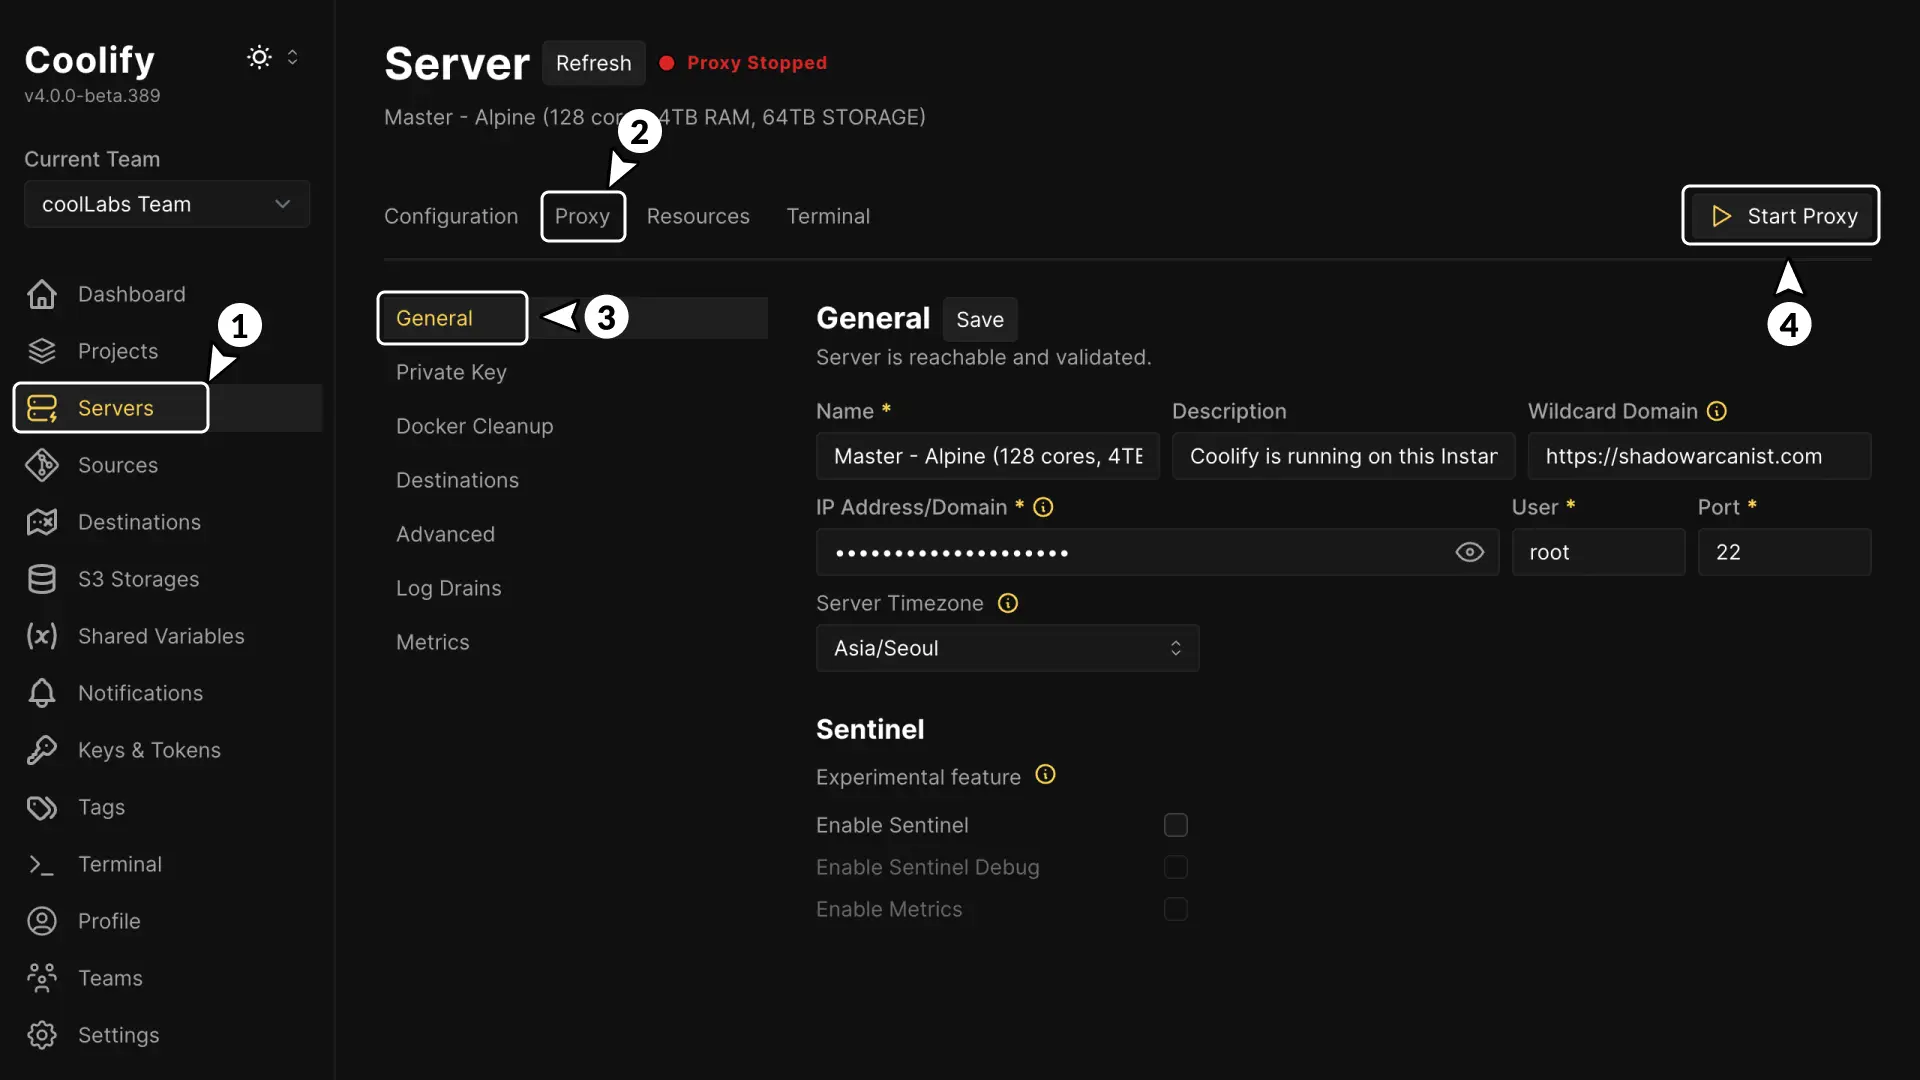 Coolify
v4.0.0-beta.389
Current Team
coolLabs Team
Dashboard
1
Projects
Servers
Sources
Destinations
S3 Storages
Shared Variables
Notifications
Keys & Tokens
Tags
Terminal
Profile
Teams
Settings
Server Refresh Proxy Stopped
Master - Alpine (128 cor 4TB RAM, 64TB STORAGE)
2
Configuration Proxy Resources Terminal Start Proxy
4
General 3
Private Key
Docker Cleanup
Destinations
Advanced
Log Drains
Metrics
General Save
Server is reachable and validated.
Name * Description Wildcard Domain
Master - Alpine (128 cores, 4TE Coolify is running on this Instar https://shadowarcanist.com
IP Address/Domain * User * Port *
•••••••••••••••••••• root 22
Server Timezone
Asia/Seoul
Sentinel
Experimental feature
Enable Sentinel
Enable Sentinel Debug
Enable Metrics